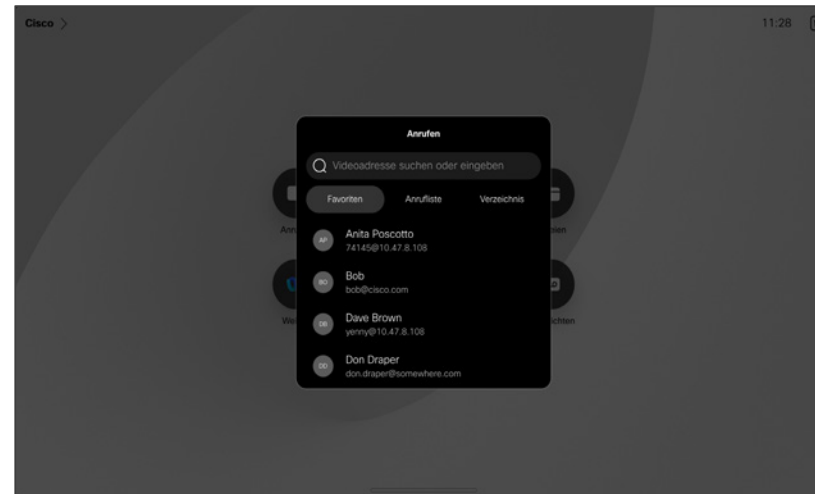 Cisco
11:28
Anrufen
Videoadresse suchen oder eingeben
Favoriten Anrufliste Verzeichnis
AP Anita Poscotto
74145@10.47.8.108
BO Bob
bob@cisco.com
DB Dave Brown
yenny@10.47.8.108
DD Don Draper
don.draper@somewhere.com